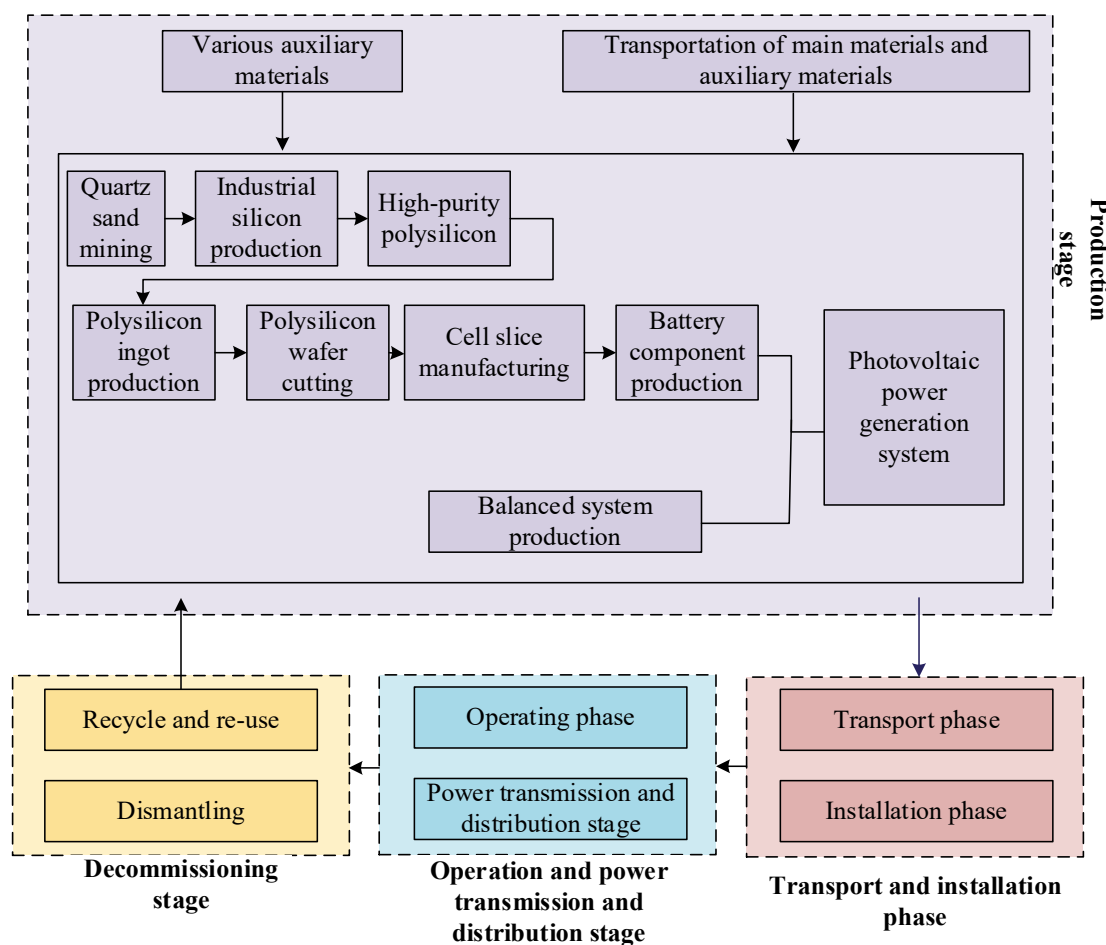 Various auxiliary
materials
Transportation of main materials and
auxiliary materials
Quartz
sand
mining
Industrial
silicon
production
High-purity
polysilicon
Polysilicon
ingot
production
Polysilicon
wafer
cutting
Cell slice
manufacturing
Battery
component
production
Photovoltaic
power
generation
system
Balanced system
production
Production
stage
Recycle and re-use
Dismantling
Decommissioning
stage
Operating phase
Power transmission and
distribution stage
Operation and power
transmission and
distribution stage
Transport phase
Installation phase
Transport and installation
phase